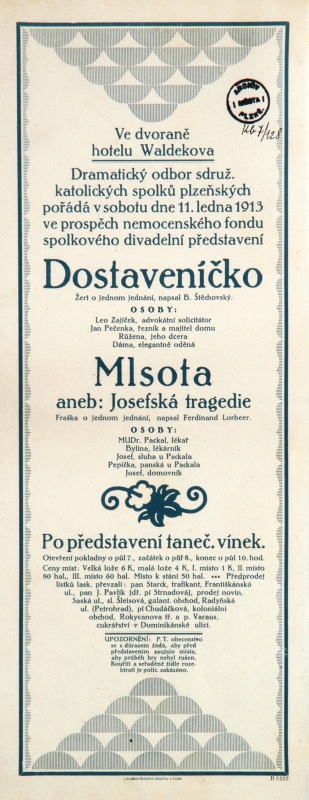 ARCHIV
MĚSTA
PLZNĚ.
Ve dvoraně
hotelu Waldekova
Dramatický odbor sdruž.
katolických spolků plzeňských
pořádá v sobotu dne 11. ledna 1913
ve prospěch nemocenského fondu
spolkového divadelní představení
Dostaveníčko
Žert o jednom jednání, napsal B. Štěchovský.
OSOBY:
Leo Zajíček, advokátní solicitátor
Jan Pečenka, řezník a majitel domu
Růžena, jeho dcera
Dáma, elegantně oděná
Mlsota
aneb: Josefská tragedie
Fraška o jednom jednání, napsal Ferdinand Lorbeer.
OSOBY:
MUDr. Packal, lékař
Bylina, lékárník
Josef, sluha u Packala
Pepička, panská u Packala
Josef, domovník
Po představení taneč. vínek.
Otevření pokladny o půl 7., začátek o půl 8., konec o půl 10. hod.
Ceny míst: Velká lože 6 K, malá lože 4 K, I. místo 1 K, II. místo
80 hal., III. místo 60 hal. Místo k stání 50 hal. ••• Předprodej
lístků lask. převzali: pan Starck, trafikant, Františkánská
ul., pan J. Pavlík (dř. pí Strnadová), prodej novin,
Saská ul., sl. Šleisová, galant. obchod, Radyňská
ul. (Petrohrad), pí Chudáčková, koloniální
obchod, Rokycanova tř. a p. Varaus,
cukrářství v Dominikánské ulici.
UPOZORNĚNÍ: P. T. obecenstvo
se s důrazem žádá, aby před
představením zaujalo místa,
aby průběh hry nebyl rušen.
Kouřiti a seřaděné židle roze-
bírati je polic. zakázáno.